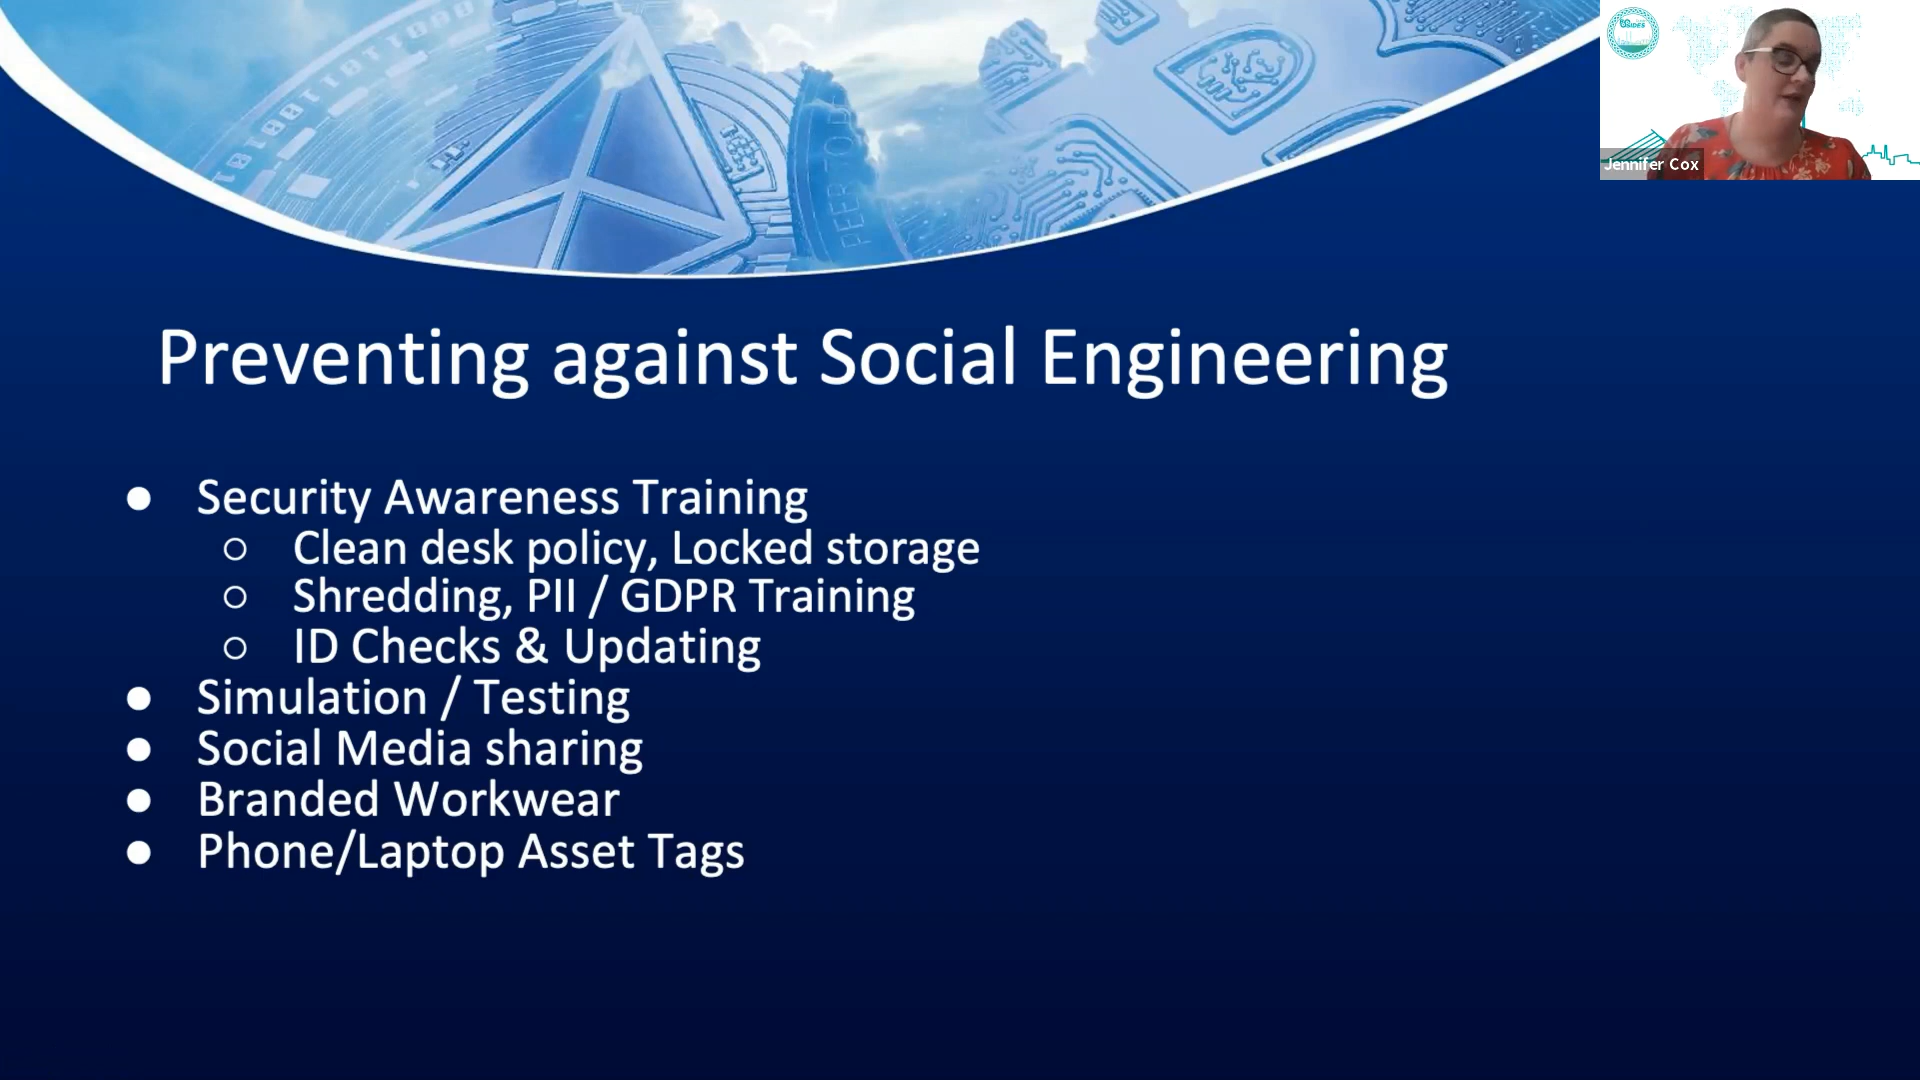 BSIDES
Jennifer Cox
Preventing against Social Engineering
● Security Awareness Training
○ Clean desk policy, Locked storage
○ Shredding, PII / GDPR Training
○ ID Checks & Updating
● Simulation / Testing
● Social Media sharing
● Branded Workwear
● Phone/Laptop Asset Tags